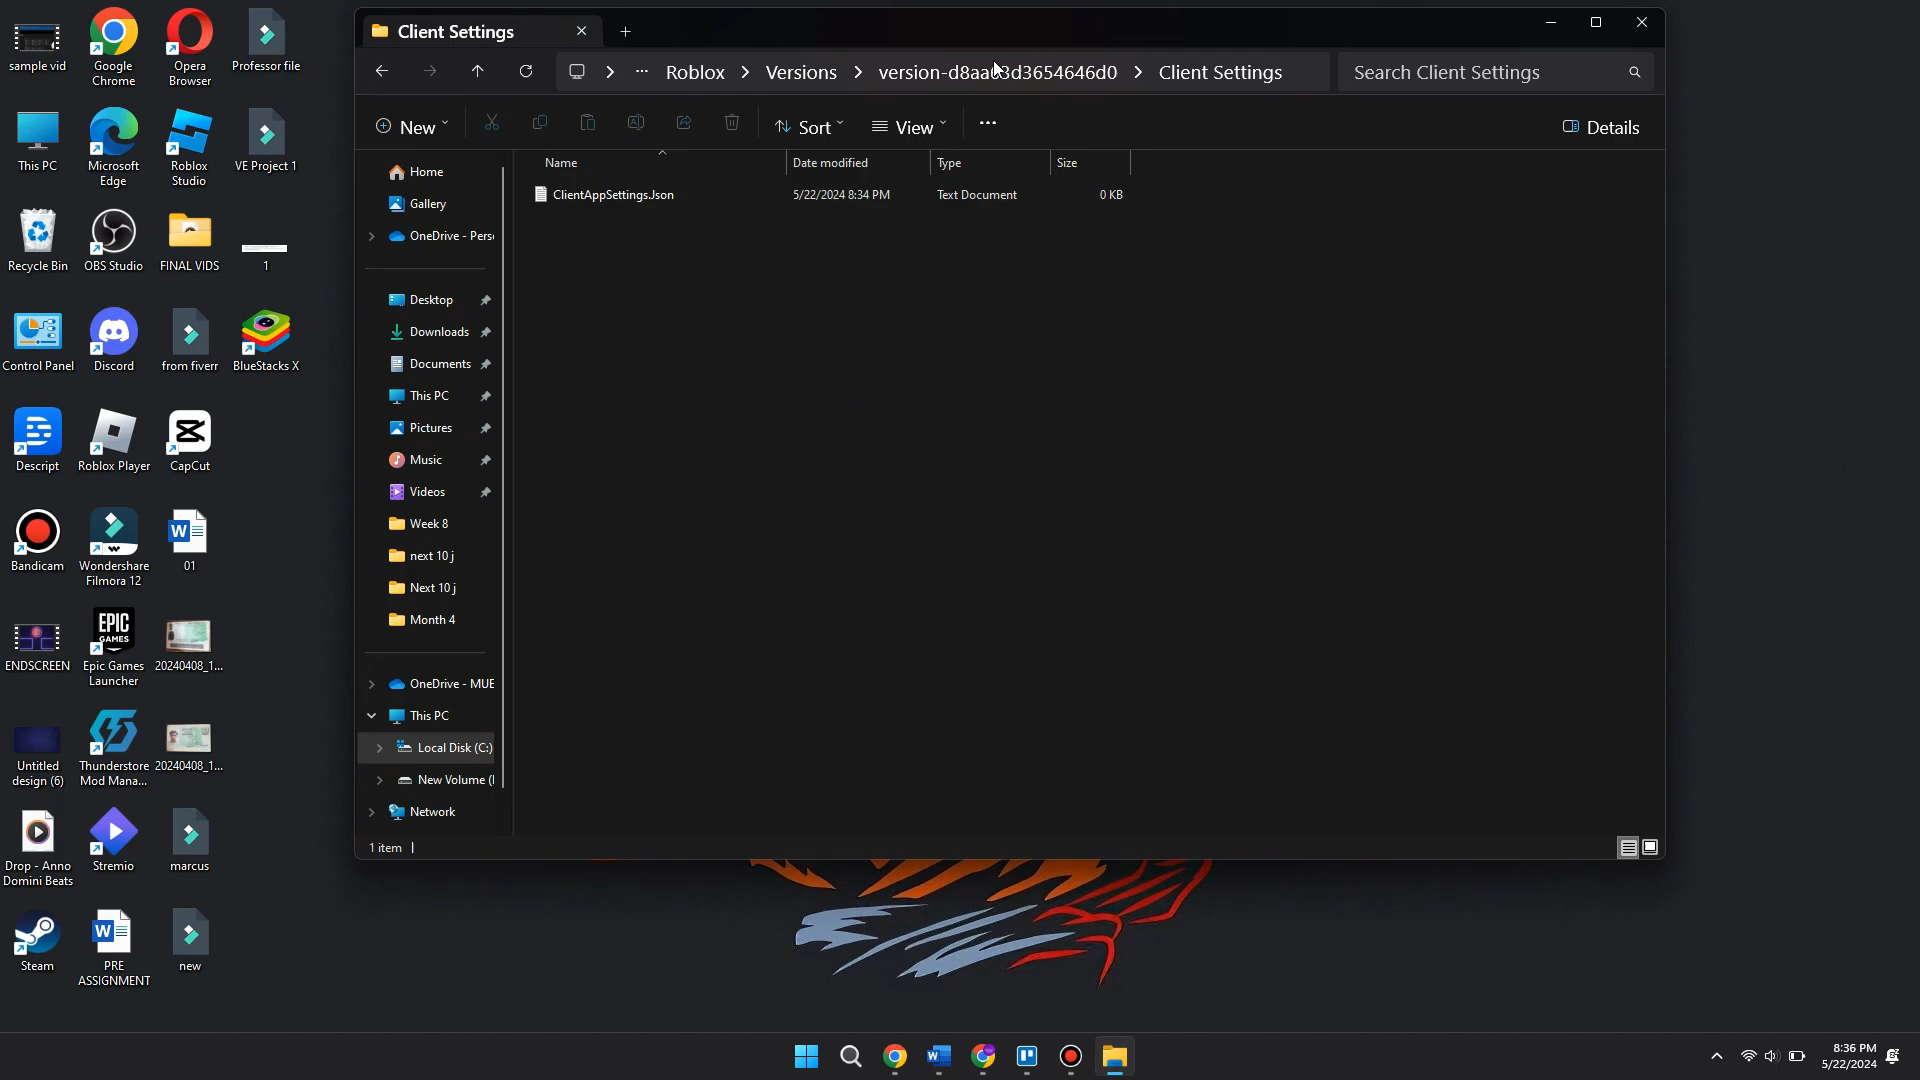 sample vid
Google
Chrome
Opera
Browser
Professor file
This PC
Microsoft
Edge
Roblox
Studio
VE Project 1
Recycle Bin
OBS Studio
FINAL VIDS
1
Control Panel
Discord
from fiverr
BlueStacks X
Descript
Roblox Player
CapCut
Bandicam
Wondershare
Filmora 12
01
ENDSCREEN
EPIC
GAMES
Epic Games
Launcher
20240408_1...
Untitled
design (6)
Thunderstore
Mod Mana...
20240408_1...
Drop - Anno
Domini Beats
Stremio
marcus
Steam
PRE
ASSIGNMENT
new
Client Settings
... Roblox > Versions > version-d8aa03d3654646d0 > Client Settings
Search Client Settings
New
Sort
View
Details
Name
Date modified
Type
Size
ClientAppSettings.Json
5/22/2024 8:34 PM
Text Document
0 KB
Home
Gallery
OneDrive - Pers
Desktop
Downloads
Documents
This PC
Pictures
Music
Videos
Week 8
next 10 j
Next 10 j
Month 4
OneDrive - MUE
This PC
Local Disk (C:)
New Volume (
Network
1 item
8:36 PM
5/22/2024